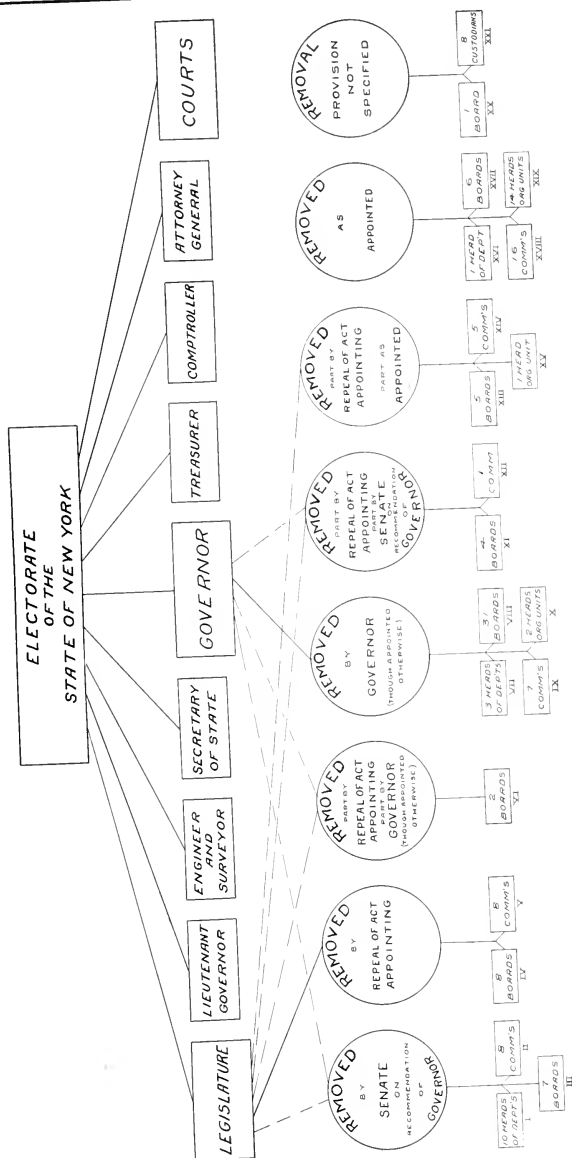 ELECTORATE
OF THE
STATE OF NEW YORK
LEGISLATURE
LIEUTENANT
GOVERNOR
ENGINEER
AND
SURVEYOR
SECRETARY
OF STATE
GOVERNOR
TREASURER
COMPTROLLER
ATTORNEY
GENERAL
COURTS
REMOVED
BY
SENATE
ON
RECOMMENDATION
OF
GOVERNOR
REMOVED
BY
REPEAL OF ACT
APPOINTING
REMOVED
PART BY
REPEAL OF ACT
APPOINTING
PART BY
GOVERNOR
(THOUGH APPOINTED
OTHERWISE)
REMOVED
BY
GOVERNOR
(THOUGH APPOINTED
OTHERWISE)
REMOVED
PART BY
REPEAL OF ACT
APPOINTING
PART BY
SENATE
ON
RECOMMENDATION
OF
GOVERNOR
REMOVED
PART BY
REPEAL OF ACT
APPOINTING
PART AS
APPOINTED
REMOVED
AS
APPOINTED
REMOVAL
PROVISION
NOT
SPECIFIED
10 HEADS
OF DEPT'S
I
8
COMM'S
II
7
BOARDS
III
8
BOARDS
IV
8
COMM'S
V
2
BOARDS
VI
3 HEADS
OF DEPTS
VII
31
BOARDS
VIII
7
COMM'S
IX
2 HEADS
ORG UNITS
X
4
BOARDS
XI
1
COMM
XII
5
BOARDS
XIII
5
COMM'S
XIV
1 HEAD
ORG UNIT
XV
1 HEAD
OF DEP'T
XVI
6
BOARDS
XVII
16
COMM'S
XVIII
14 HEADS
ORG UNITS
XIX
1
BOARD
XX
8
CUSTODIANS
XXI